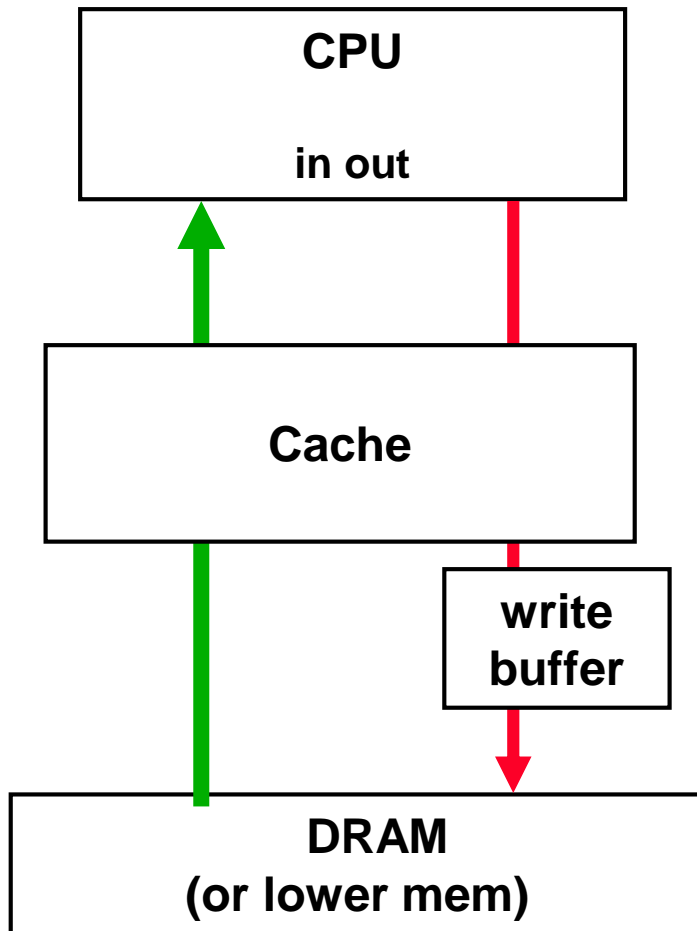 CPU
in out
Cache
write
buffer
DRAM
(or lower mem)